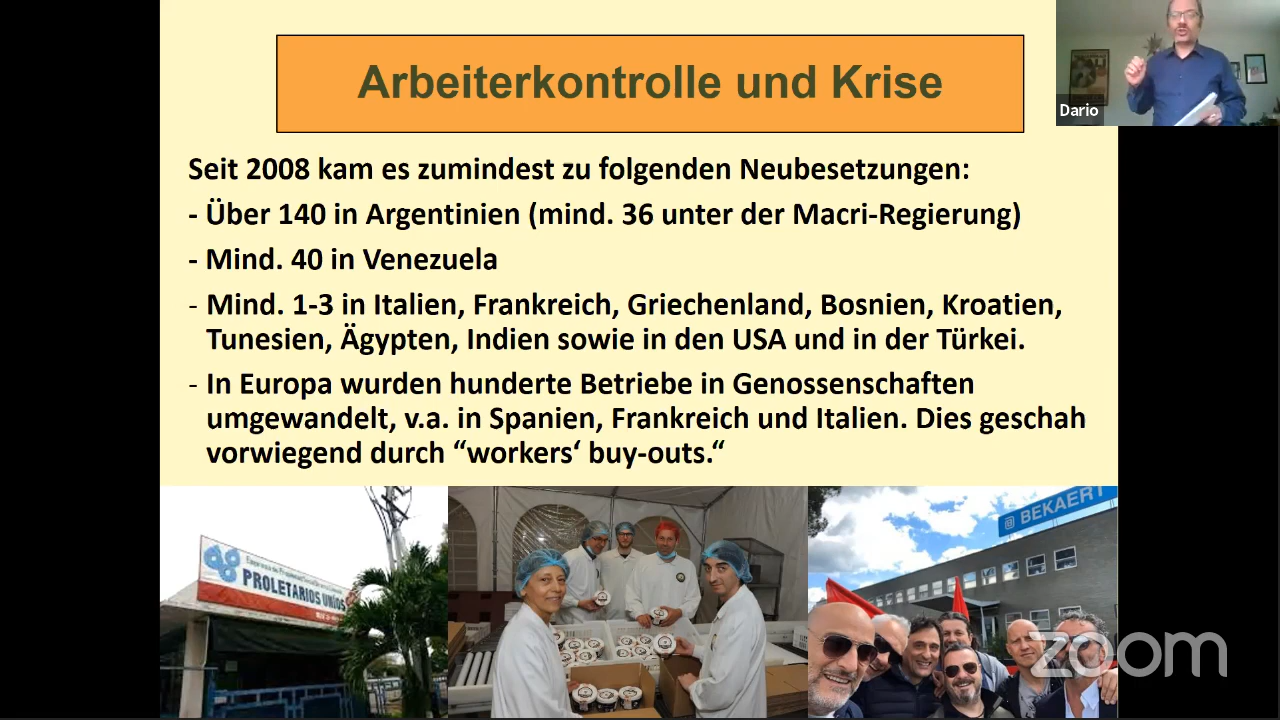 Arbeiterkontrolle und Krise
Dario
Seit 2008 kam es zumindest zu folgenden Neubesetzungen:
- Über 140 in Argentinien (mind. 36 unter der Macri-Regierung)
- Mind. 40 in Venezuela
- Mind. 1-3 in Italien, Frankreich, Griechenland, Bosnien, Kroatien,
Tunesien, Ägypten, Indien sowie in den USA und in der Türkei.
- In Europa wurden hunderte Betriebe in Genossenschaften
umgewandelt, v.a. in Spanien, Frankreich und Italien. Dies geschah
vorwiegend durch “workers‘ buy-outs.“
PROLETARIOS UNIOS
BEKAERT
zoom